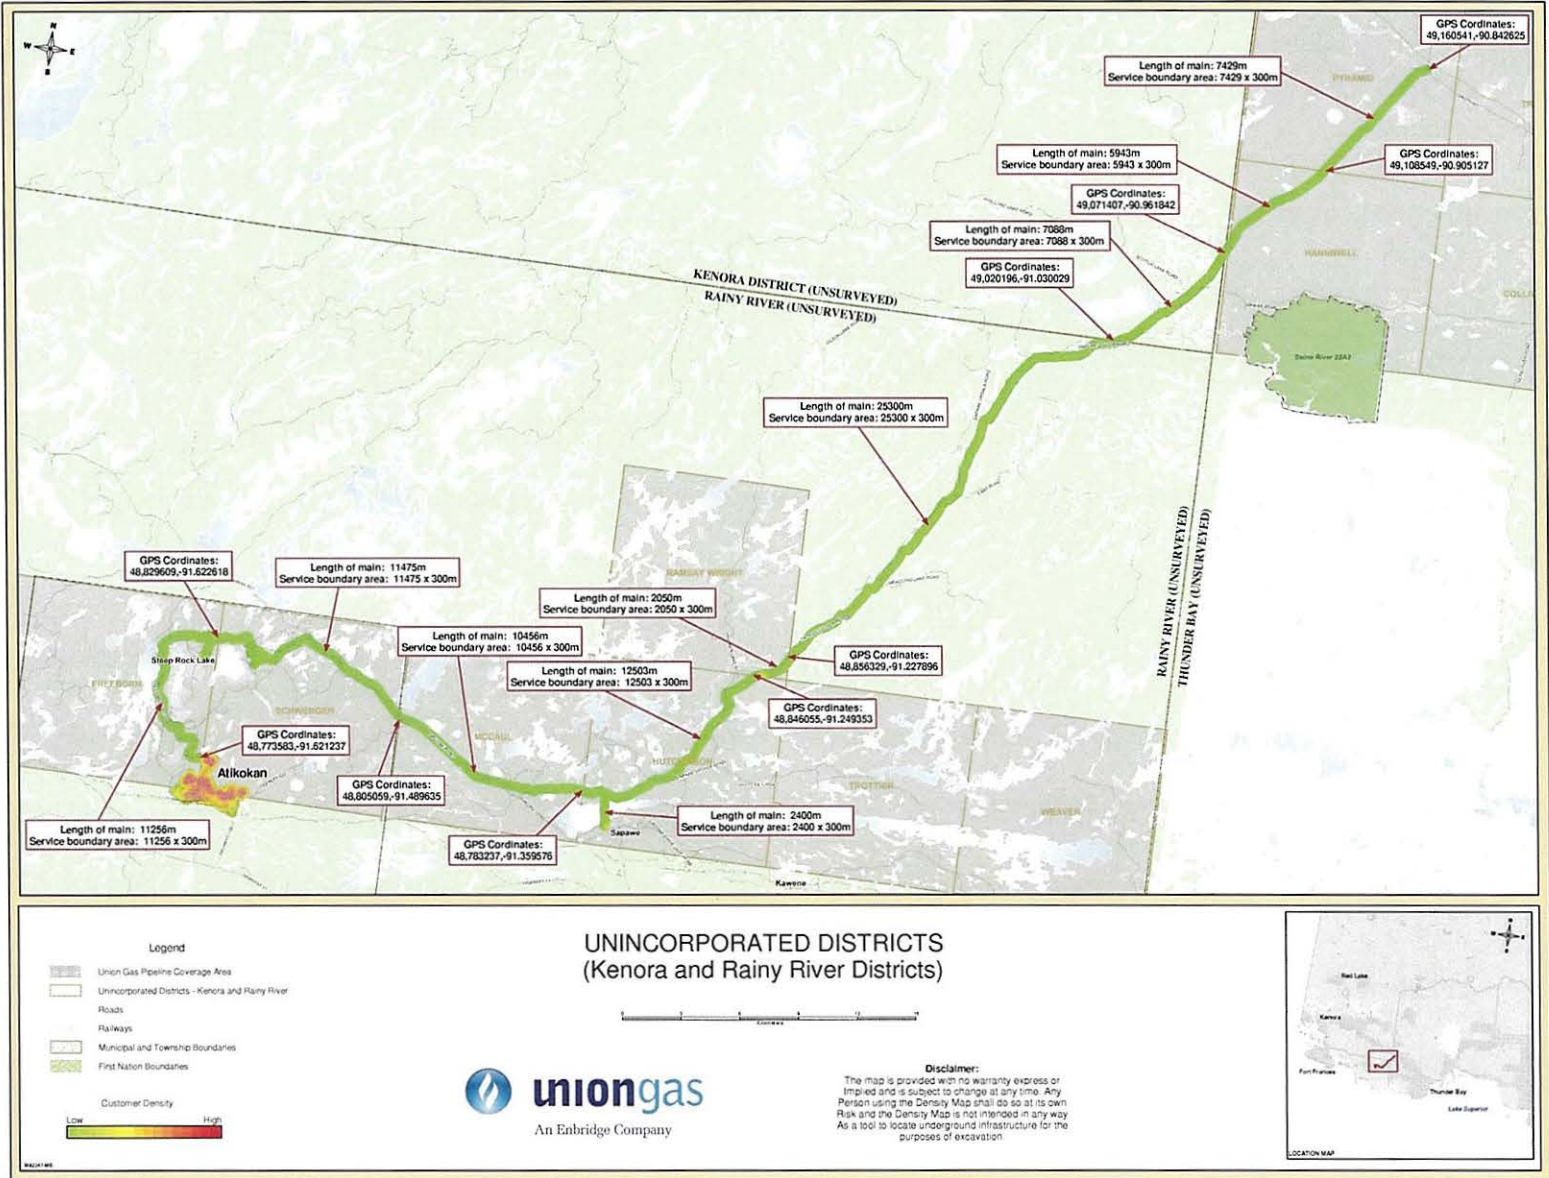 N
W E
S
GPS Cordinates:
49,160541,-90.842625
Length of main: 7429m
Service boundary area: 7429 x 300m
PYRAMID
Length of main: 5943m
Service boundary area: 5943 x 300m
GPS Cordinates:
49,108549,-90.905127
GPS Cordinates:
49,071407,-90.961842
Length of main: 7088m
Service boundary area: 7088 x 300m
HANNIWELL
GPS Cordinates:
49,020196,-91.030029
KENORA DISTRICT (UNSURVEYED)
RAINY RIVER (UNSURVEYED)
Seine River 22A2
Length of main: 25300m
Service boundary area: 25300 x 300m
RAINY RIVER (UNSURVEYED)
THUNDER BAY (UNSURVEYED)
GPS Cordinates:
48,829609,-91.622618
Length of main: 11475m
Service boundary area: 11475 x 300m
RAMSAY WRIGHT
Length of main: 2050m
Service boundary area: 2050 x 300m
Length of main: 10456m
Service boundary area: 10456 x 300m
GPS Cordinates:
48,856329,-91.227896
Steep Rock Lake
Length of main: 12503m
Service boundary area: 12503 x 300m
FREEBORN
SCHWENGER
GPS Cordinates:
48,846055,-91.249353
GPS Cordinates:
48,773583,-91.621237
MCCAUL
HUTCHINSON
Atikokan
GPS Cordinates:
48,805059,-91.489635
TROTTIER
WEAVER
Length of main: 11256m
Service boundary area: 11256 x 300m
Length of main: 2400m
Service boundary area: 2400 x 300m
Sapawe
GPS Cordinates:
48,783237,-91.359576
Kawene
Legend
Union Gas Pipeline Coverage Area
Unincorporated Districts - Kenora and Rainy River
Roads
Railways
Municipal and Township Boundaries
First Nation Boundaries
Customer Density
Low High
UNINCORPORATED DISTRICTS
(Kenora and Rainy River Districts)
Kilometers
uniongas
An Enbridge Company
Disclaimer:
The map is provided with no warranty express or
Implied and is subject to change at any time. Any
Person using the Density Map shall do so at its own
Risk and the Density Map is not intended in any way
As a tool to locate underground infrastructure for the
purposes of excavation.
Red Lake
Kenora
Fort Frances
Thunder Bay
Lake Superior
LOCATION MAP